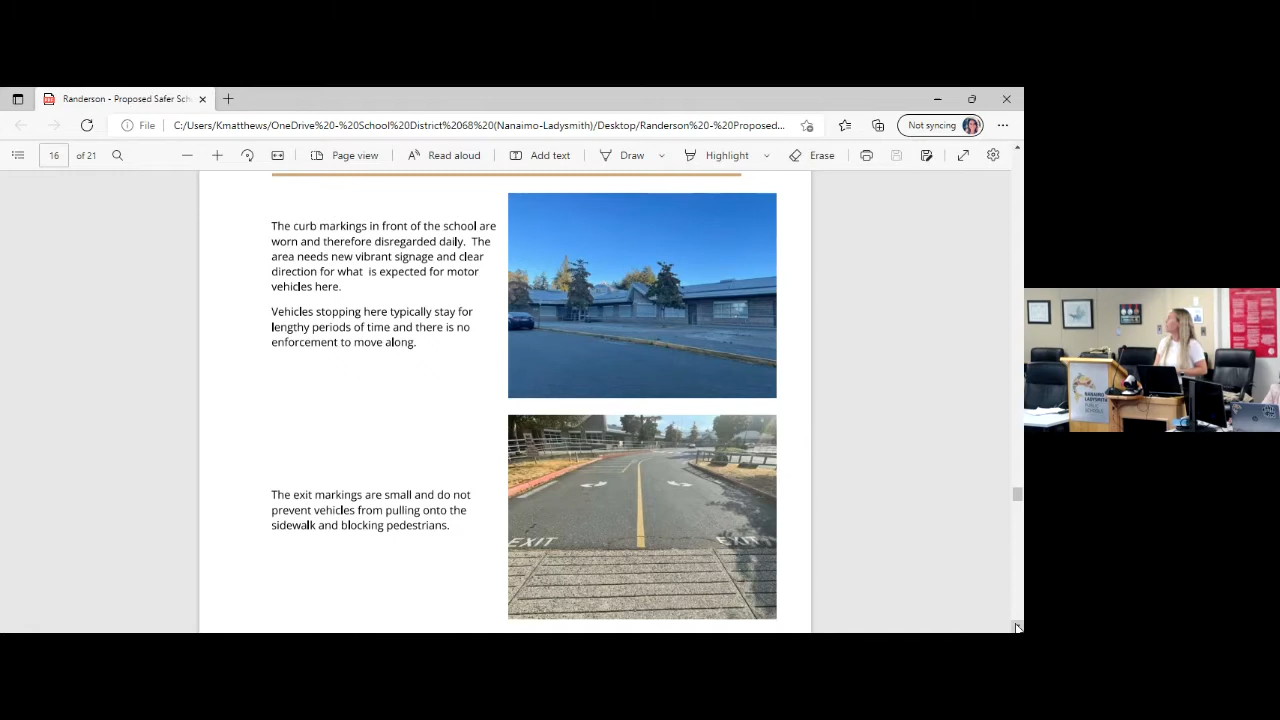 Randerson - Proposed Safer Sch
File
C:/Users/Kmatthews/OneDrive%20-%20School%20District%2068%20(Nanaimo-Ladysmith)/Desktop/Randerson%20-%20Proposed...
Not syncing
16 of 21
Page view
Read aloud
Add text
Draw
Highlight
Erase
The curb markings in front of the school are
worn and therefore disregarded daily. The
area needs new vibrant signage and clear
direction for what is expected for motor
vehicles here.
Vehicles stopping here typically stay for
lengthy periods of time and there is no
enforcement to move along.
The exit markings are small and do not
prevent vehicles from pulling onto the
sidewalk and blocking pedestrians.
EXIT
EXIT
NANAIMO
LADYSMITH
PUBLIC
SCHOOLS